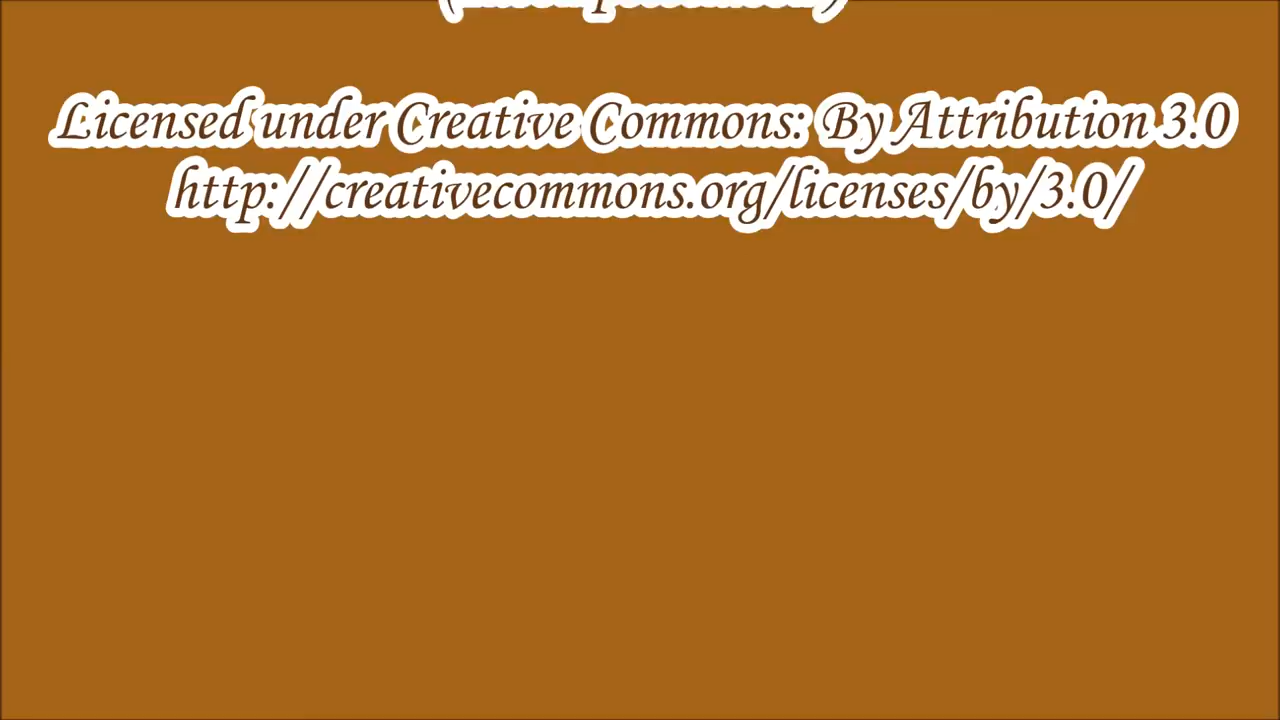 Licensed under Creative Commons: By Attribution 3.0
http://creativecommons.org/licenses/by/3.0/